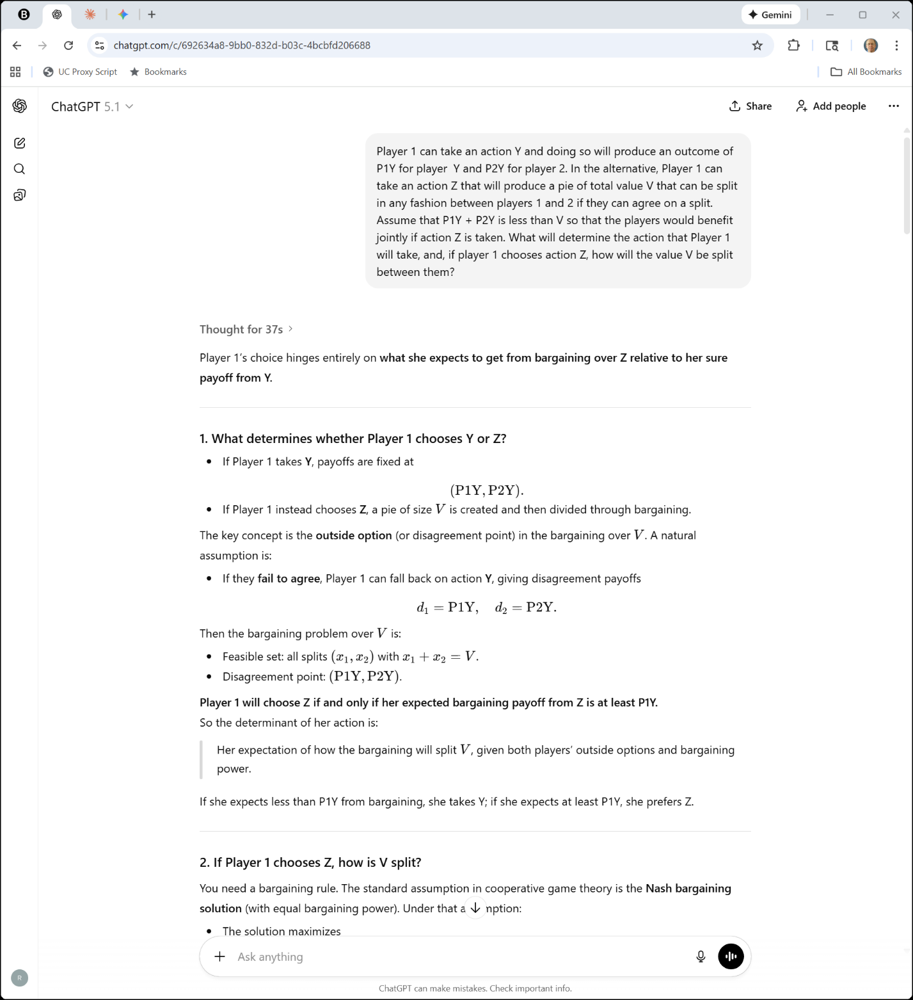 Gemini
chatgpt.com/c/692634a8-9bb0-832d-b03c-4bcbfd206688
UC Proxy Script
Bookmarks
All Bookmarks
ChatGPT 5.1
Share
Add people
Player 1 can take an action Y and doing so will produce an outcome of
P1Y for player  Y and P2Y for player 2. In the alternative, Player 1 can
take an action Z that will produce a pie of total value V that can be split
in any fashion between players 1 and 2 if they can agree on a split.
Assume that P1Y + P2Y is less than V so that the players would benefit
jointly if action Z is taken. What will determine the action that Player 1
will take, and, if player 1 chooses action Z, how will the value V be split
between them?
Thought for 37s
Player 1’s choice hinges entirely on what she expects to get from bargaining over Z relative to her sure
payoff from Y.
1. What determines whether Player 1 chooses Y or Z?
• If Player 1 takes Y, payoffs are fixed at
(P1Y, P2Y).
• If Player 1 instead chooses Z, a pie of size V is created and then divided through bargaining.
The key concept is the outside option (or disagreement point) in the bargaining over V. A natural
assumption is:
• If they fail to agree, Player 1 can fall back on action Y, giving disagreement payoffs
d₁ = P1Y, d₂ = P2Y.
Then the bargaining problem over V is:
• Feasible set: all splits (x₁, x₂) with x₁ + x₂ = V.
• Disagreement point: (P1Y, P2Y).
Player 1 will choose Z if and only if her expected bargaining payoff from Z is at least P1Y.
So the determinant of her action is:
Her expectation of how the bargaining will split V, given both players’ outside options and bargaining
power.
If she expects less than P1Y from bargaining, she takes Y; if she expects at least P1Y, she prefers Z.
2. If Player 1 chooses Z, how is V split?
You need a bargaining rule. The standard assumption in cooperative game theory is the Nash bargaining
solution (with equal bargaining power). Under that a mption:
• The solution maximizes
Ask anything
R
ChatGPT can make mistakes. Check important info.